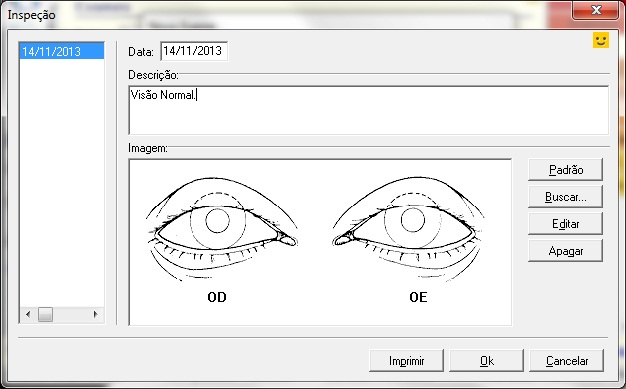 Inspeção
14/11/2013
Data: 14/11/2013
Descrição:
Visão Normal.
Imagem:
Padrão
Buscar...
Editar
Apagar
OD OE
Imprimir Ok Cancelar